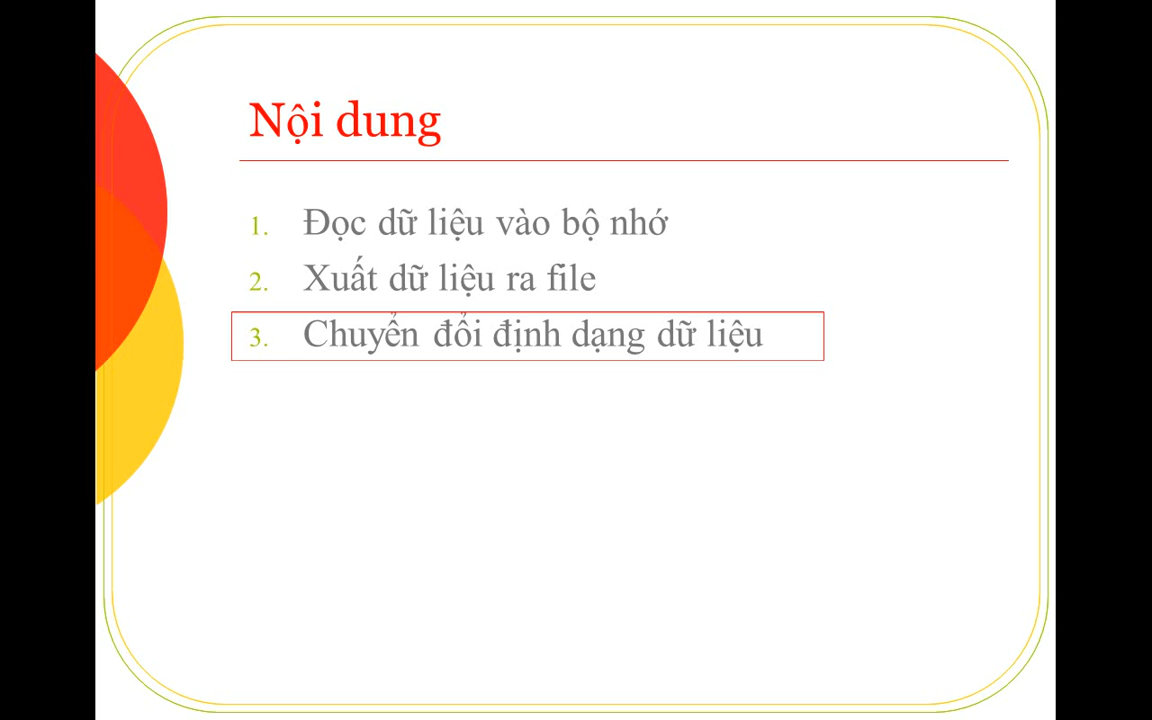 Nội dung
1. Đọc dữ liệu vào bộ nhớ
2. Xuất dữ liệu ra file
3. Chuyển đổi định dạng dữ liệu